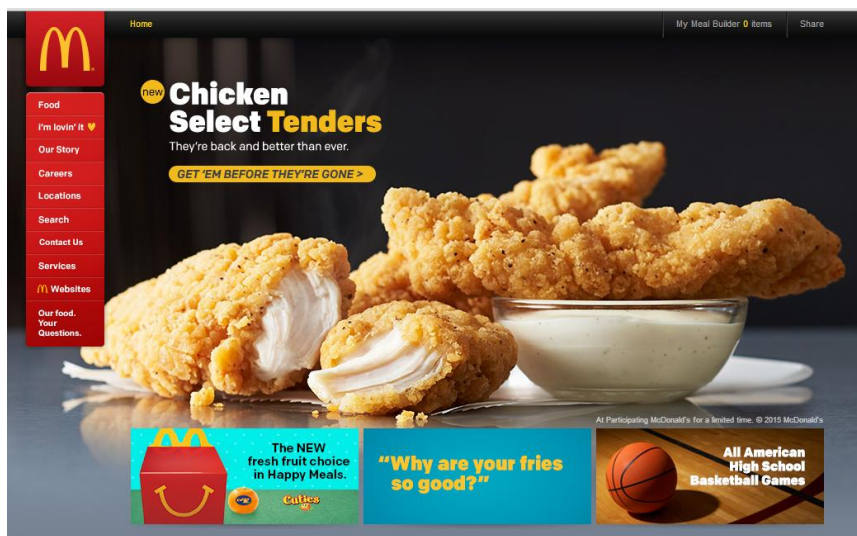 Home
My Meal Builder 0 items
Share
Food
I'm lovin' it
Our Story
Careers
Locations
Search
Contact Us
Services
Websites
Our food.
Your
Questions.
new
Chicken
Select Tenders
They're back and better than ever.
GET 'EM BEFORE THEY'RE GONE >
At Participating McDonald's for a limited time. © 2015 McDonald's
The NEW
fresh fruit choice
in Happy Meals.
Cuties
"Why are your fries
so good?"
All American
High School
Basketball Games